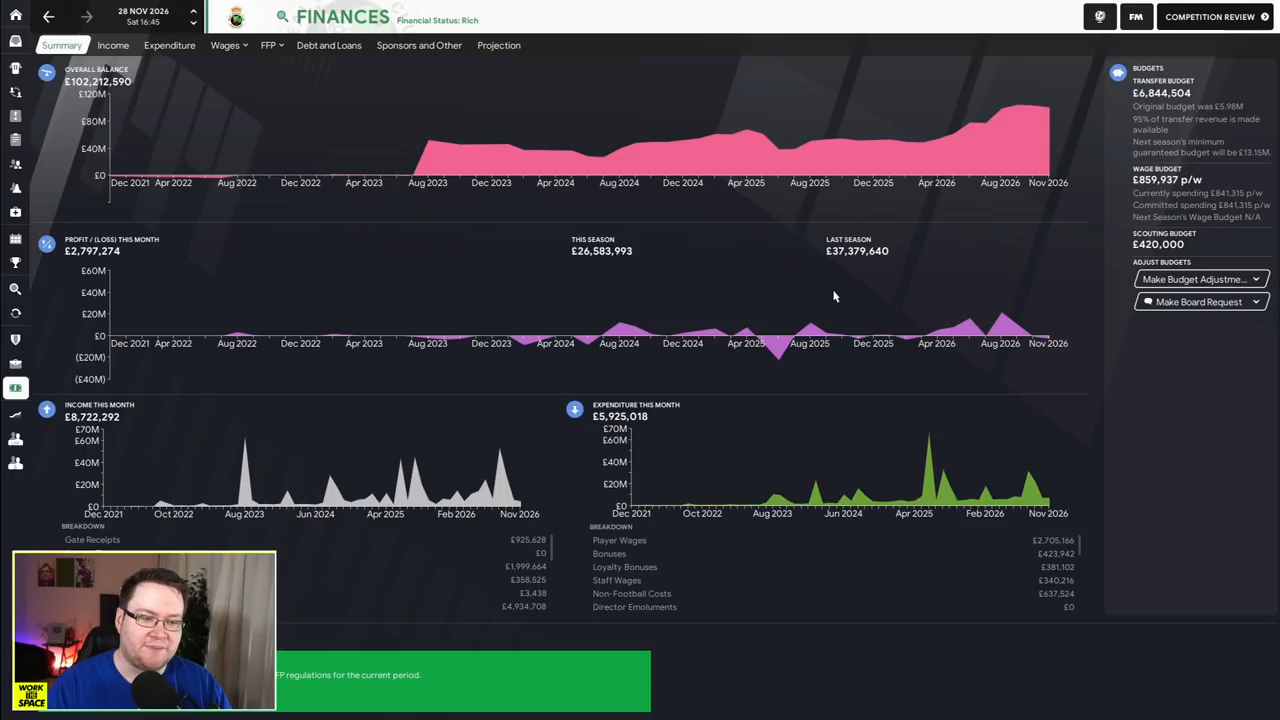 28 NOV 2026
Sat 16:45
FINANCES
Financial Status: Rich
FM
COMPETITION REVIEW
Summary
Income
Expenditure
Wages
FFP
Debt and Loans
Sponsors and Other
Projection
OVERALL BALANCE
£102,212,590
£120M
£80M
£40M
£0
Dec 2021 Apr 2022 Aug 2022 Dec 2022 Apr 2023 Aug 2023 Dec 2023 Apr 2024 Aug 2024 Dec 2024 Apr 2025 Aug 2025 Dec 2025 Apr 2026 Aug 2026 Nov 2026
PROFIT / (LOSS) THIS MONTH
£2,797,274
THIS SEASON
£26,583,993
LAST SEASON
£37,379,640
£60M
£40M
£20M
£0
Dec 2021 Apr 2022 Aug 2022 Dec 2022 Apr 2023 Aug 2023 Dec 2023 Apr 2024 Aug 2024 Dec 2024 Apr 2025 Aug 2025 Dec 2025 Apr 2026 Aug 2026 Nov 2026
(£20M)
(£40M)
INCOME THIS MONTH
£8,722,292
£70M
£60M
£40M
£20M
£0
Dec 2021 Oct 2022 Aug 2023 Jun 2024 Apr 2025 Feb 2026 Nov 2026
BREAKDOWN
Gate Receipts £925,628
£0
£1,999,664
£358,525
£3,438
£4,934,708
EXPENDITURE THIS MONTH
£5,925,018
£70M
£60M
£40M
£20M
£0
Dec 2021 Oct 2022 Aug 2023 Jun 2024 Apr 2025 Feb 2026 Nov 2026
BREAKDOWN
Player Wages £2,705,166
Bonuses £423,942
Loyalty Bonuses £381,102
Staff Wages £340,216
Non-Football Costs £637,524
Director Emoluments £0
BUDGETS
TRANSFER BUDGET
£6,844,504
Original budget was £5.98M
95% of transfer revenue is made
available
Next season's minimum
guaranteed budget will be £13.15M.
WAGE BUDGET
£859,937 p/w
Currently spending £841,315 p/w
Committed spending £841,315 p/w
Next Season's Wage Budget N/A
SCOUTING BUDGET
£420,000
ADJUST BUDGETS
Make Budget Adjustme...
Make Board Request
FP regulations for the current period.
WORK
THE
SPACE